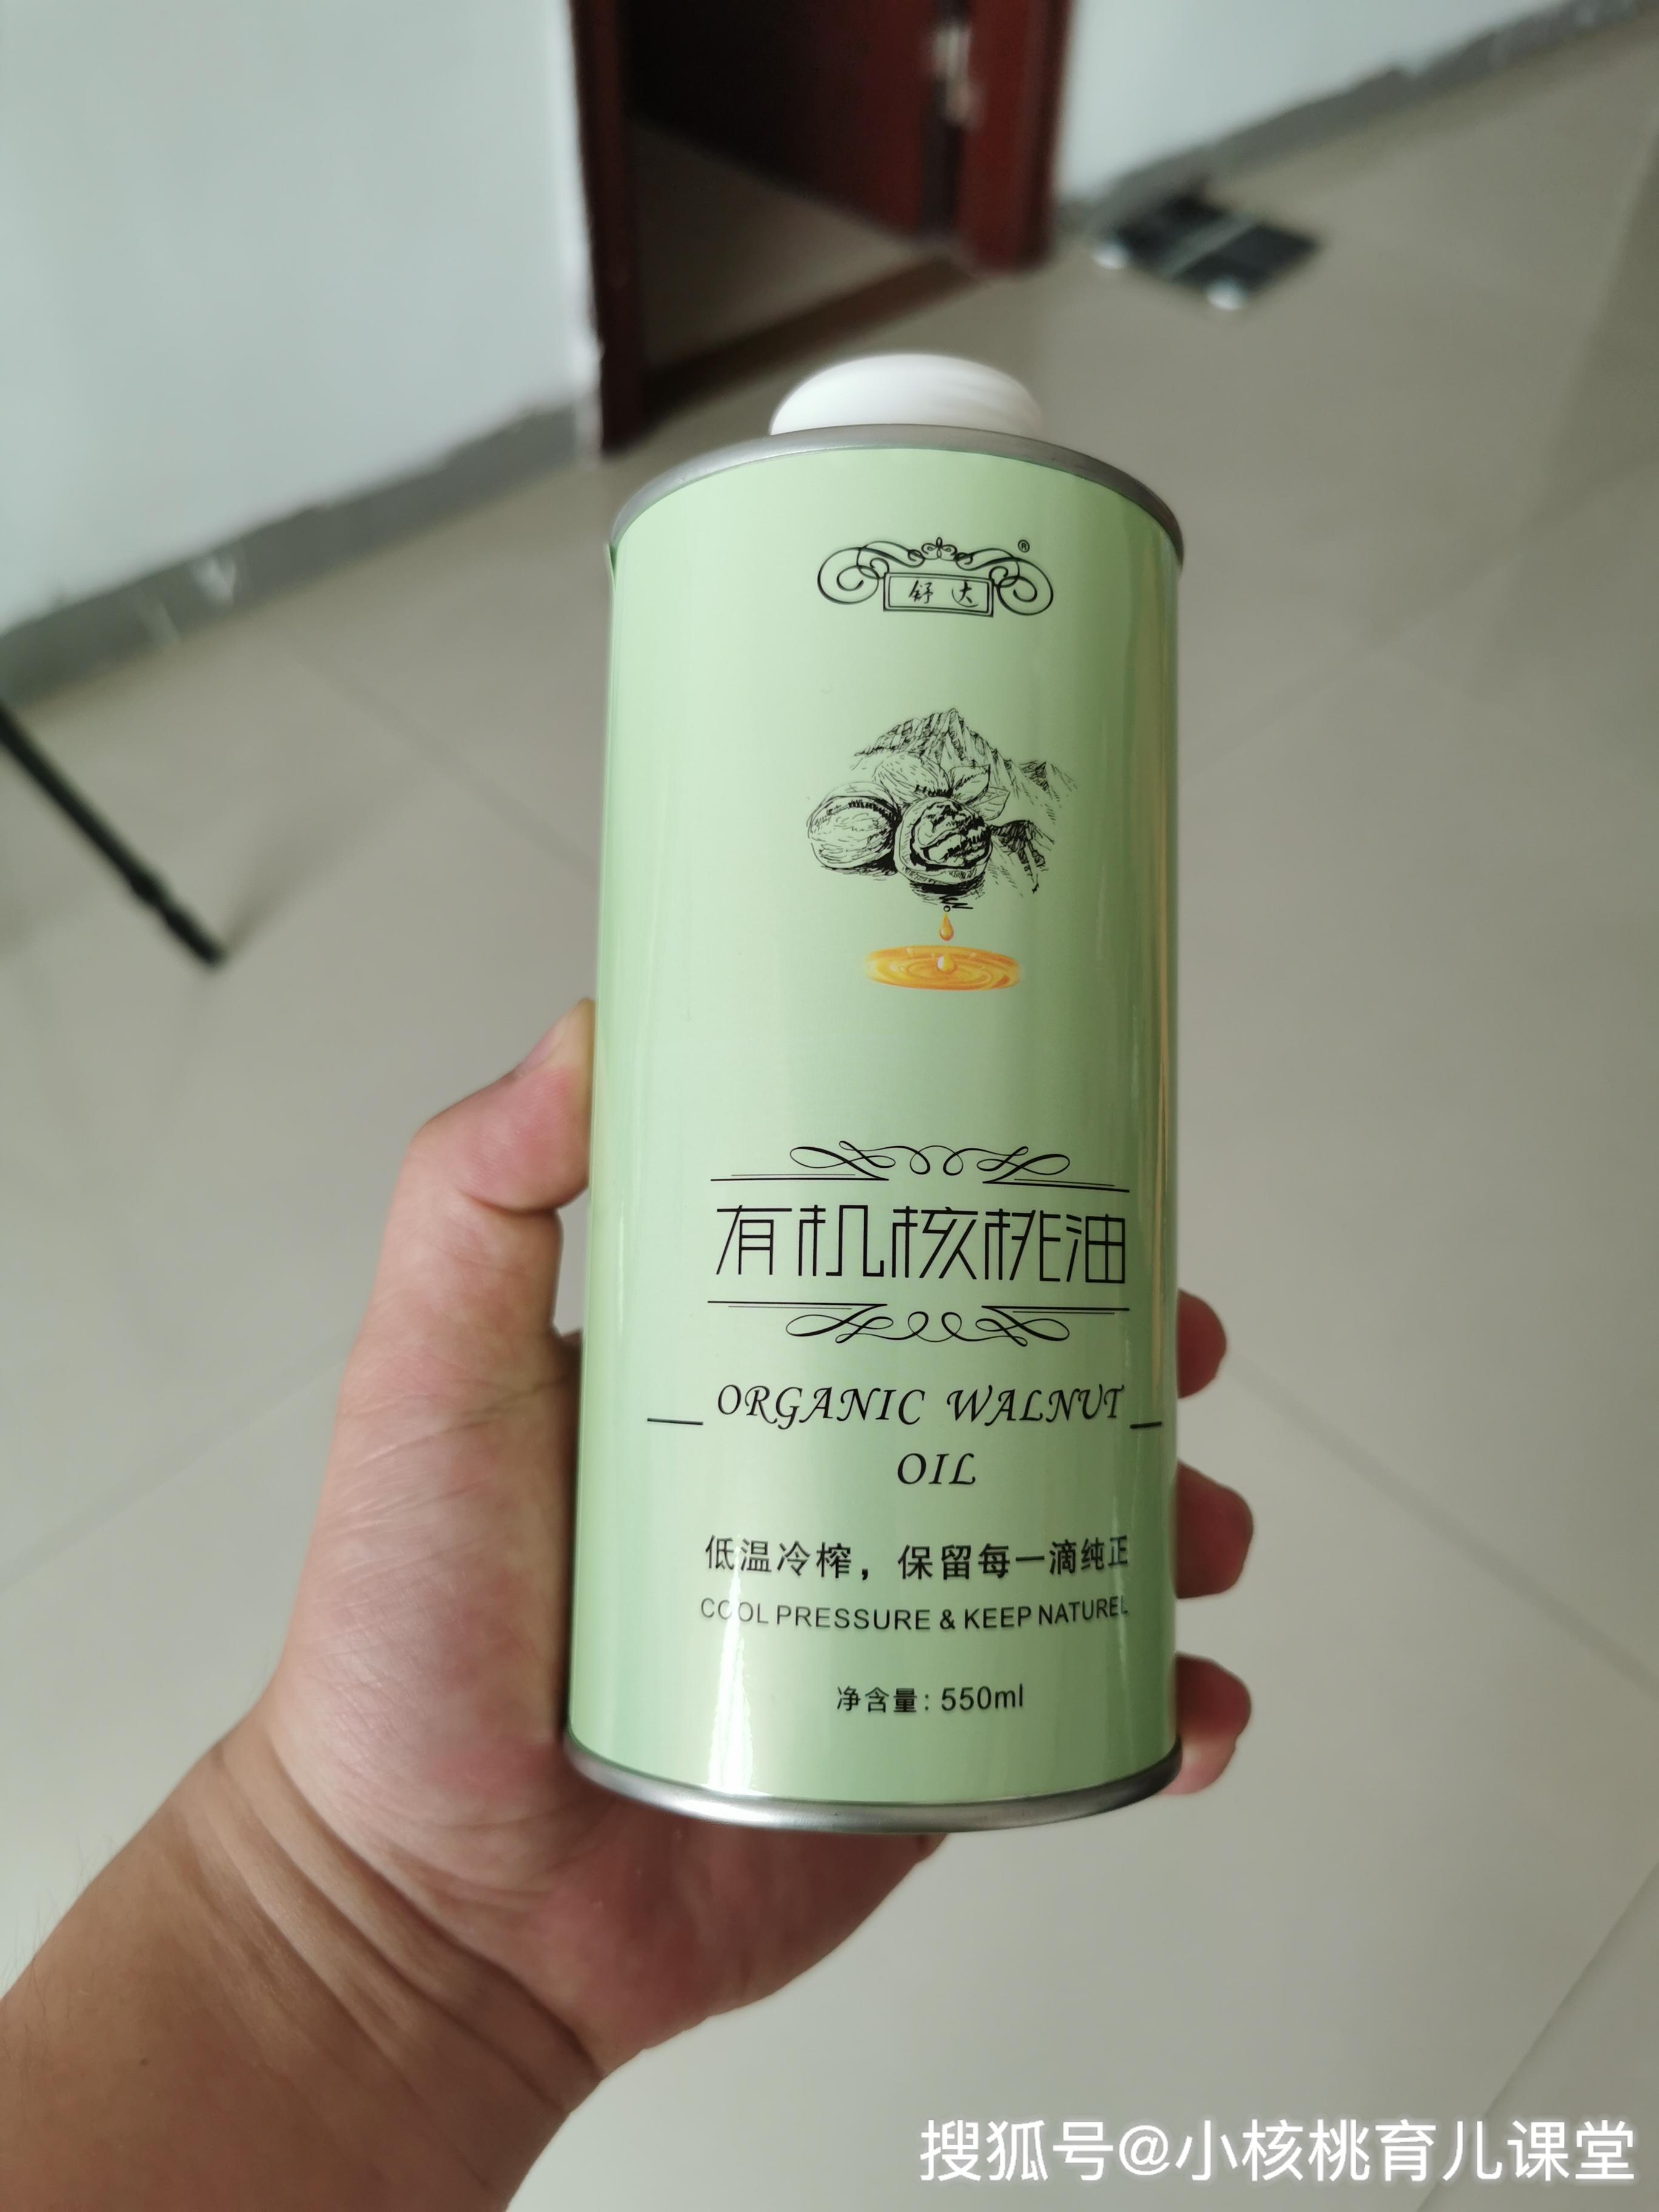 舒达
®
有机核桃油
ORGANIC WALNUT
OIL
低温冷榨，保留每一滴纯正
COOL PRESSURE & KEEP NATUREL
净含量: 550ml
搜狐号@小核桃育儿课堂